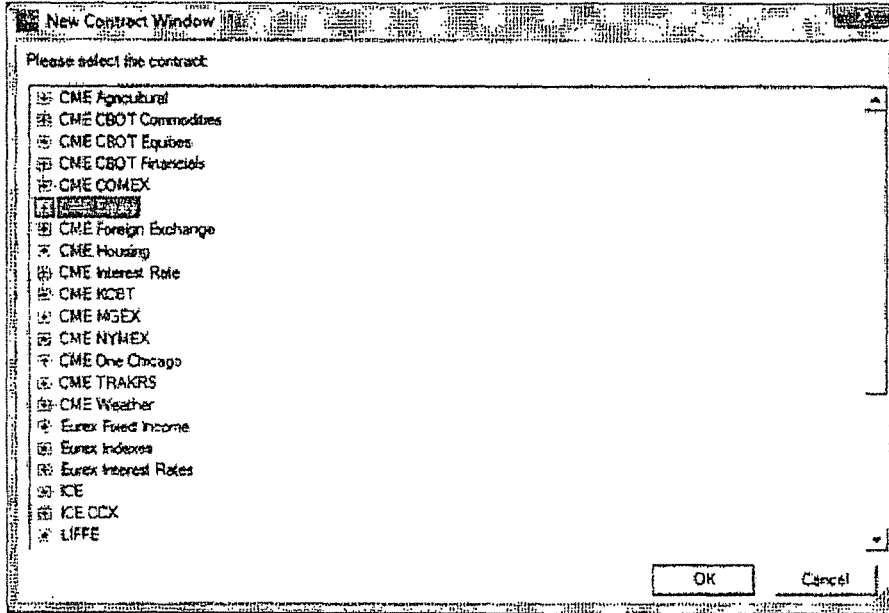 New Contract Window
Please select the contract:
CME Agricultural
CME CBOT Commodities
CME CBOT Equities
CME CBOT Financials
CME COMEX
CME Foreign Exchange
CME Housing
CME Interest Rate
CME KCBT
CME MGEX
CME NYMEX
CME One Chicago
CME TRAKRS
CME Weather
Eurex Fixed Income
Eurex Indexes
Eurex Interest Rates
ICE
ICE CCX
LIFFE
OK
Cancel